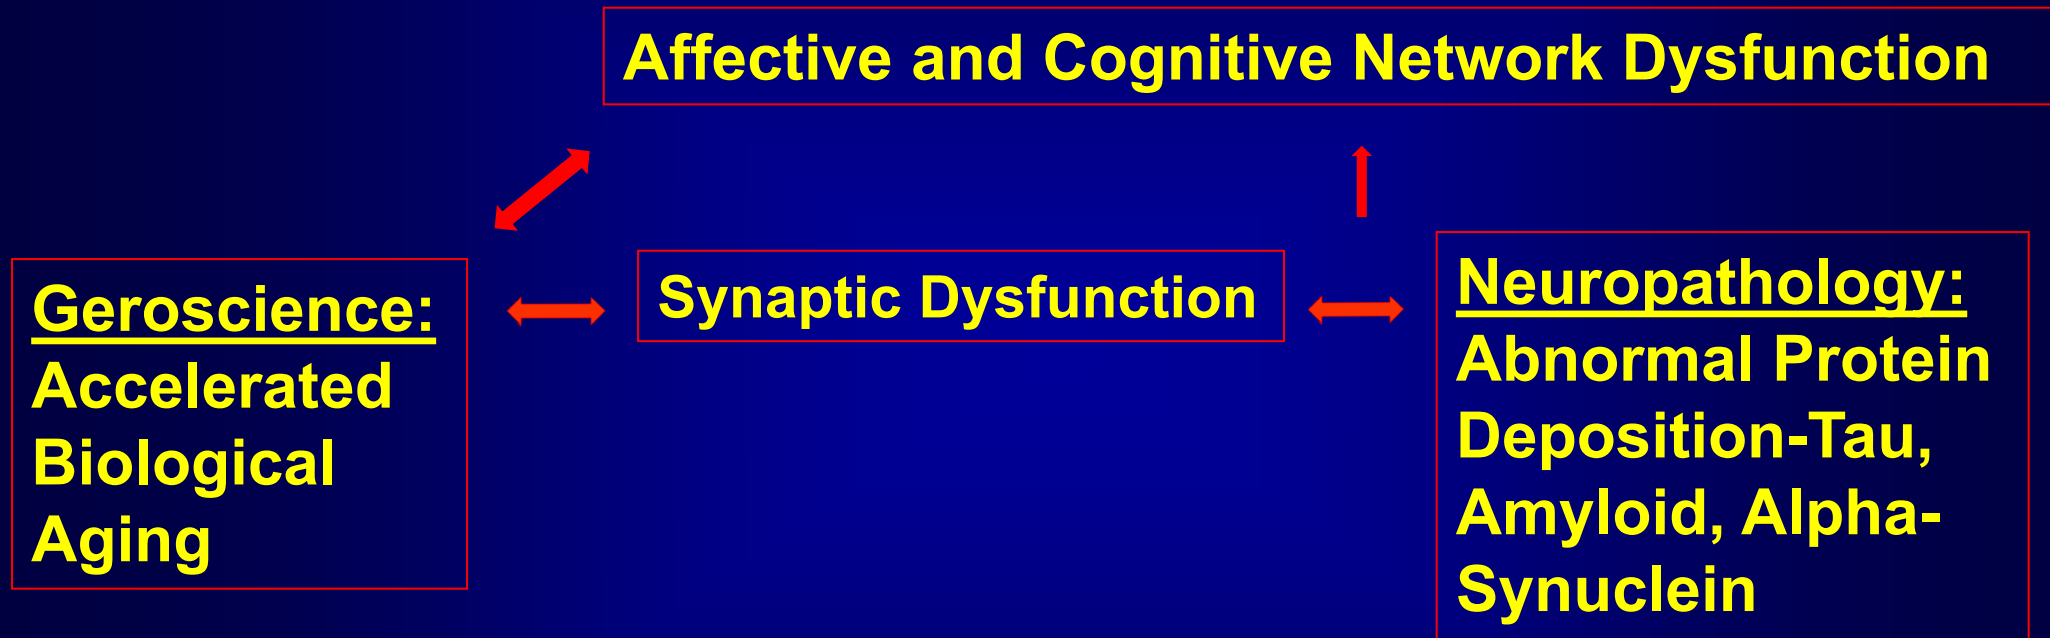 Affective and Cognitive Network Dysfunction
Geroscience:
Accelerated
Biological
Aging
Synaptic Dysfunction
Neuropathology:
Abnormal Protein
Deposition-Tau,
Amyloid, Alpha-
Synuclein